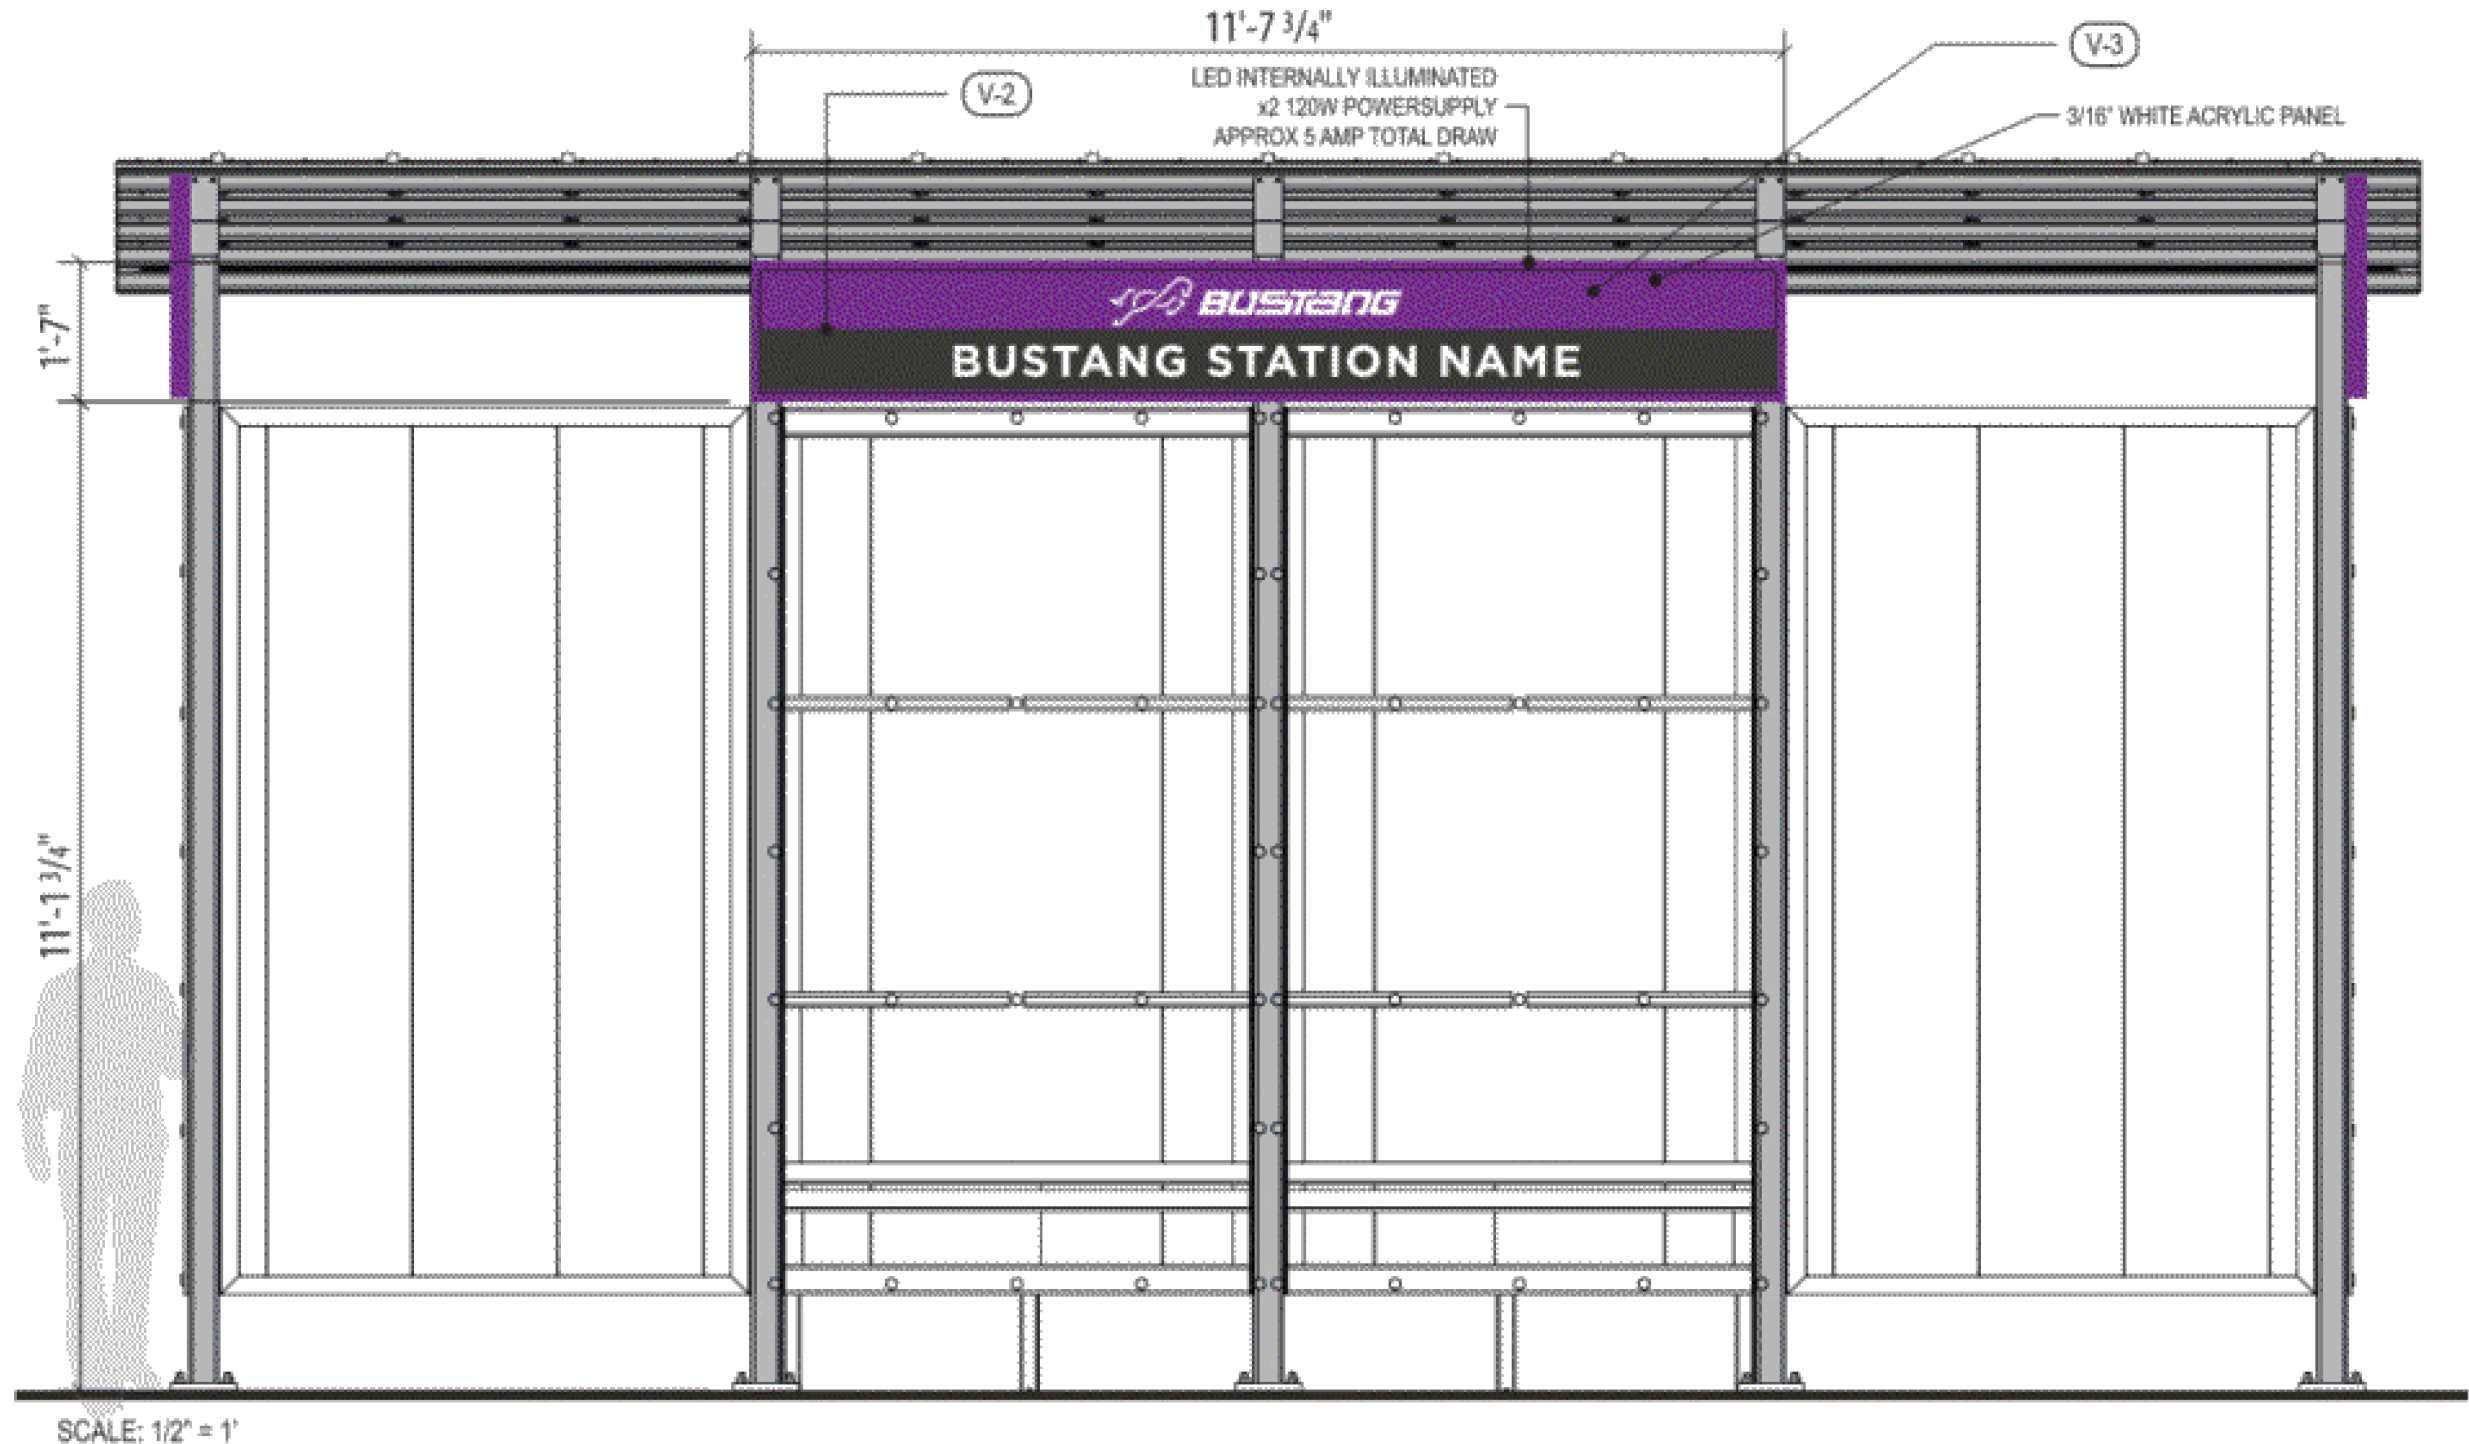 11'-7 3/4"
V-3
V-2
LED INTERNALLY ILLUMINATED
x2 120W POWERSUPPLY
APPROX 5 AMP TOTAL DRAW
3/16" WHITE ACRYLIC PANEL
1'-7"
BUSTANG
BUSTANG STATION NAME
11'-1 3/4"
SCALE: 1/2" = 1'